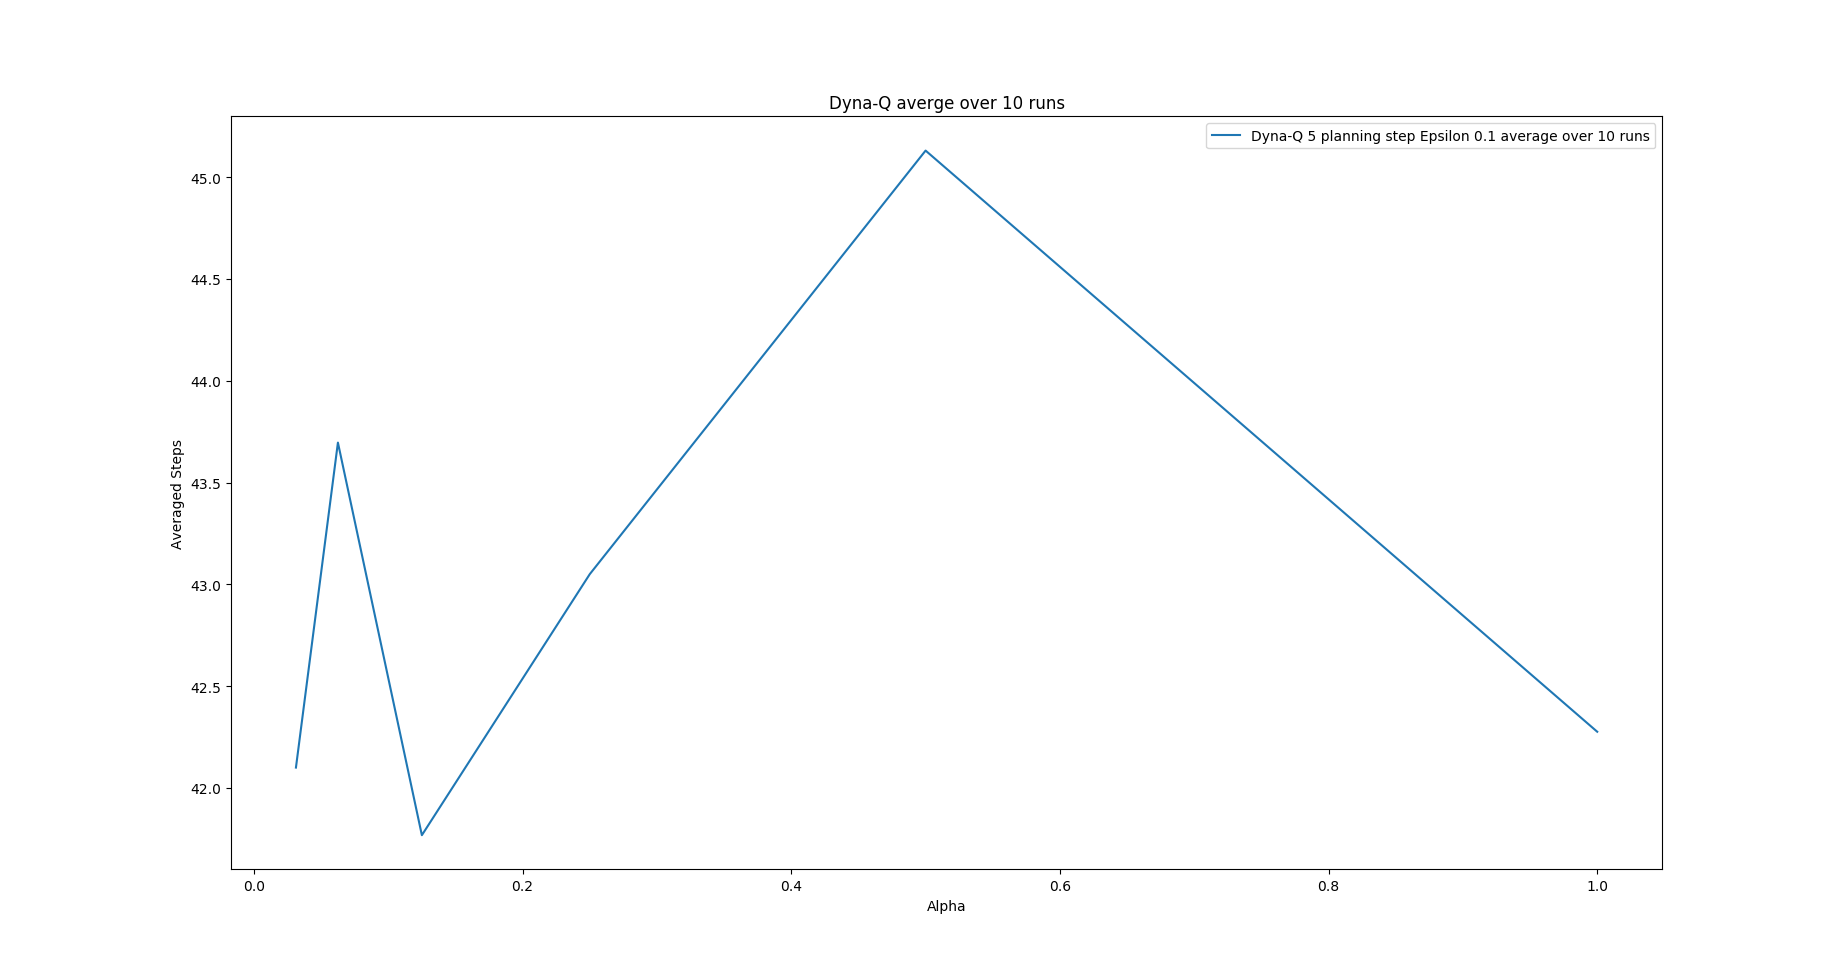 Dyna-Q averge over 10 runs
Dyna-Q 5 planning step Epsilon 0.1 average over 10 runs
45.0
44.5
44.0
43.5
43.0
42.5
42.0
Averaged Steps
0.0 0.2 0.4 0.6 0.8 1.0
Alpha